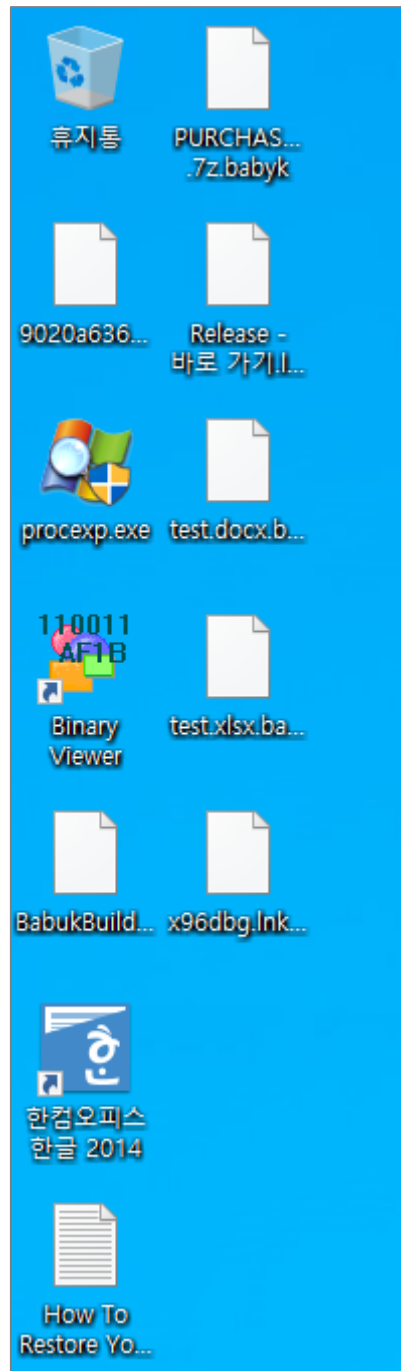 휴지통
PURCHAS...
.7z.babyk
9020a636...
Release -
바로 가기.l...
procexp.exe
test.docx.b...
110011
AF1B
Binary
Viewer
test.xlsx.ba...
BabukBuild...
x96dbg.lnk...
한
한컴오피스
한글 2014
How To
Restore Yo...